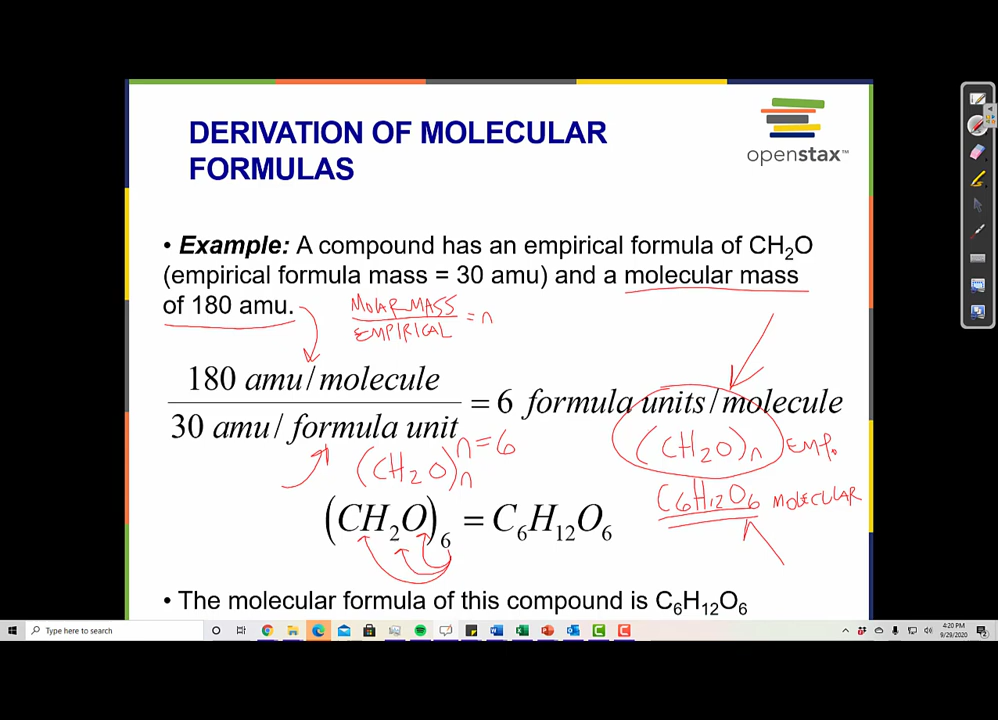 DERIVATION OF MOLECULAR
FORMULAS
openstax™
• Example: A compound has an empirical formula of CH₂O
(empirical formula mass = 30 amu) and a molecular mass
of 180 amu.
MOLAR MASS
EMPIRICAL = n
180 amu/molecule
30 amu/formula unit
= 6 formula units/molecule
n=6
(CH₂O)n
(CH₂O)n EMP.
C₆H₁₂O₆ MOLECULAR
(CH₂O)₆ = C₆H₁₂O₆
• The molecular formula of this compound is C₆H₁₂O₆
Type here to search
4:20 PM
9/29/2020